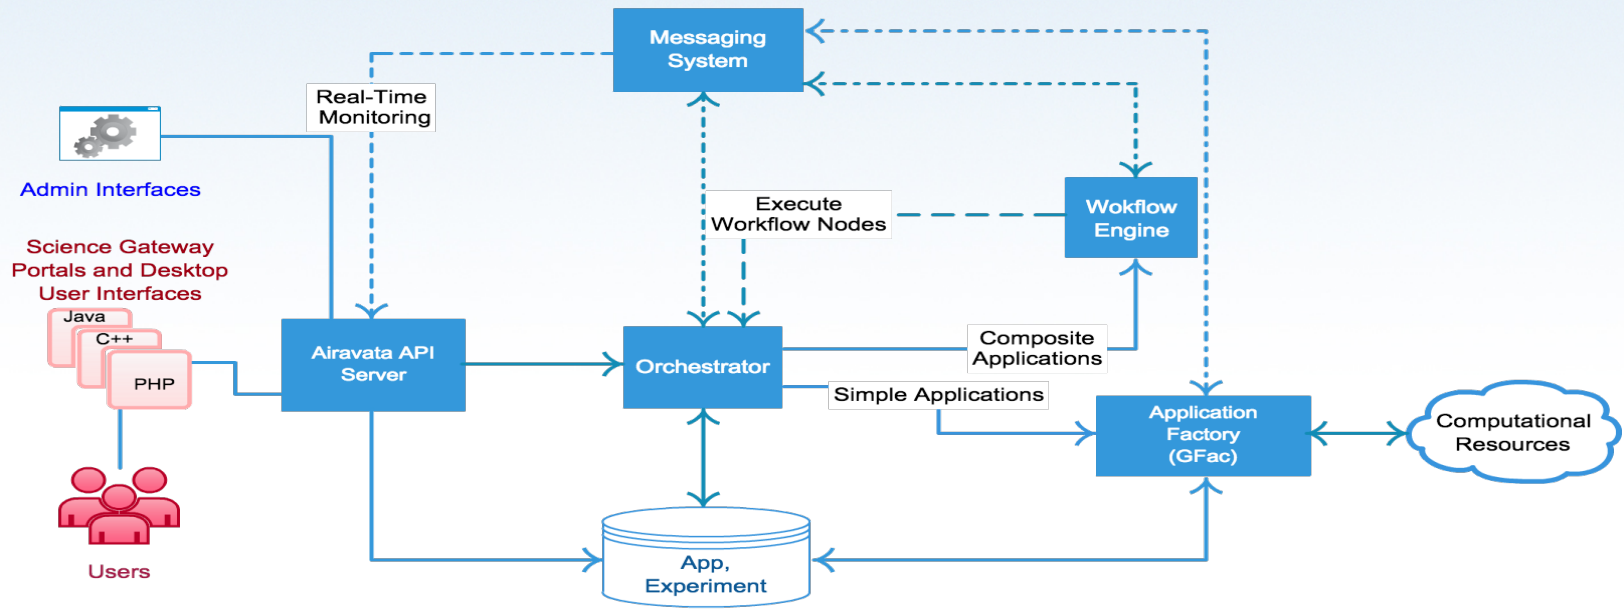 Messaging
System
Real-Time
Monitoring
Admin Interfaces
Execute
Workflow Nodes
Wokflow
Engine
Science Gateway
Portals and Desktop
User Interfaces
Java
C++
PHP
Airavata API
Server
Orchestrator
Composite
Applications
Simple Applications
Application
Factory
(GFac)
Computational
Resources
Users
App,
Experiment